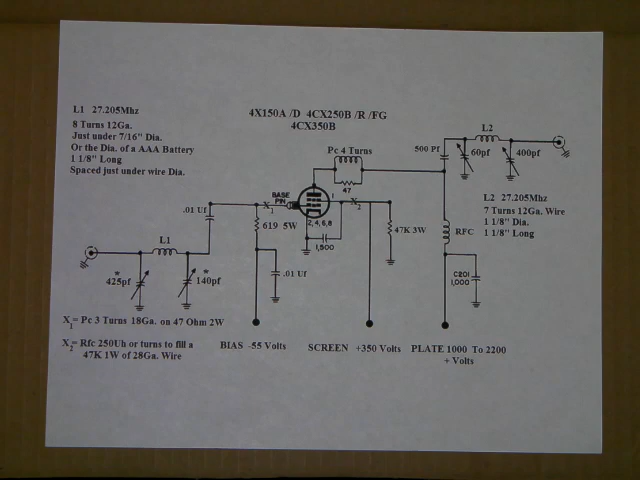 L1 27.205Mhz
8 Turns 12Ga.
Just under 7/16" Dia.
Or the Dia. of a AAA Battery
1 1/8" Long
Spaced just under wire Dia.
4X150A /D 4CX250B /R /FG
4CX350B
Pc 4 Turns
47
500 Pf
L2
60pf
400pf
L2 27.205Mhz
7 Turns 12Ga. Wire
1 1/8" Dia.
1 1/8" Long
.01 Uf
BASE
PIN
X1
1
X2
2, 4, 6, 8
619 5W
1,500
47K 3W
RFC
L1
*
425pf
*
140pf
.01 Uf
C201
1,000
X1= Pc 3 Turns 18Ga. on 47 Ohm 2W
X2= Rfc 250Uh or turns to fill a
47K 1W of 28Ga. Wire
BIAS -55 Volts
SCREEN +350 Volts
PLATE 1000 To 2200
+ Volts